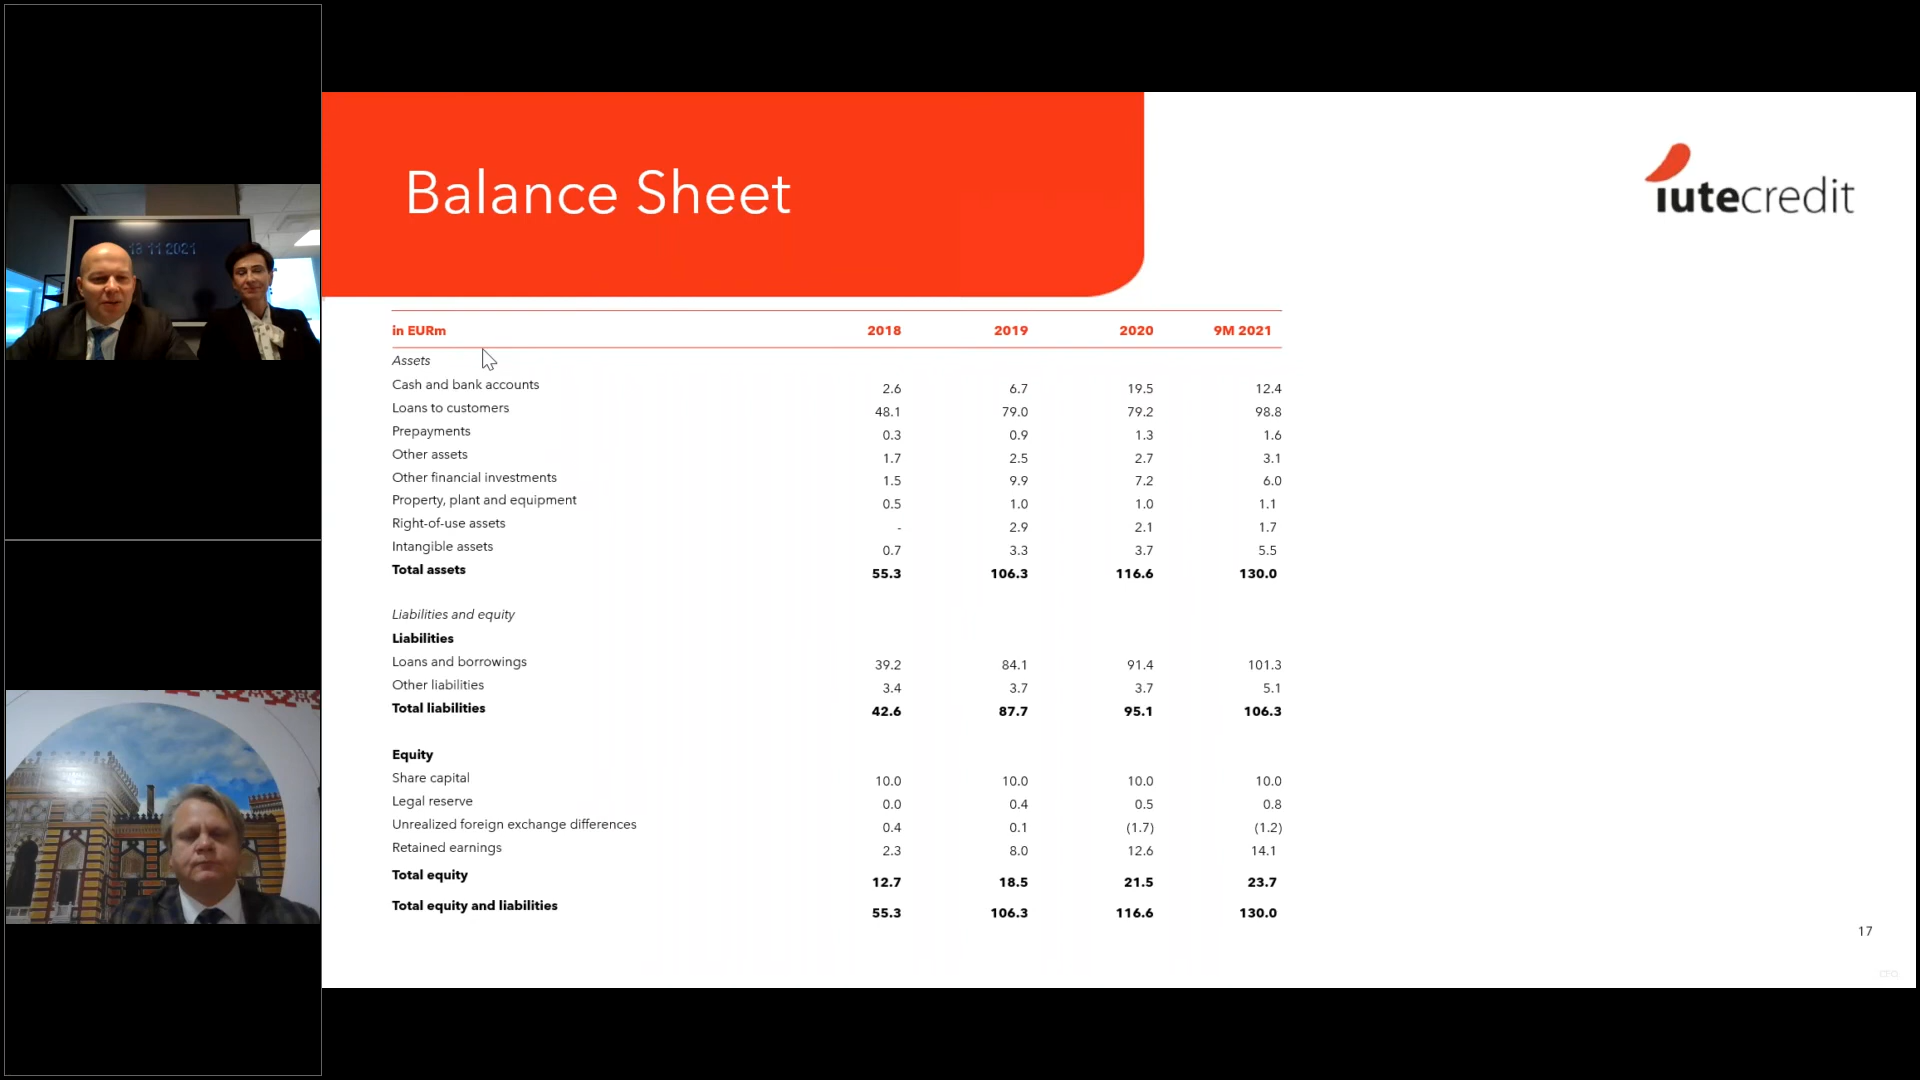 18 11 2021
Balance Sheet
iutecredit
in EURm 2018 2019 2020 9M 2021
Assets
Cash and bank accounts 2.6 6.7 19.5 12.4
Loans to customers 48.1 79.0 79.2 98.8
Prepayments 0.3 0.9 1.3 1.6
Other assets 1.7 2.5 2.7 3.1
Other financial investments 1.5 9.9 7.2 6.0
Property, plant and equipment 0.5 1.0 1.0 1.1
Right-of-use assets - 2.9 2.1 1.7
Intangible assets 0.7 3.3 3.7 5.5
Total assets 55.3 106.3 116.6 130.0
Liabilities and equity
Liabilities
Loans and borrowings 39.2 84.1 91.4 101.3
Other liabilities 3.4 3.7 3.7 5.1
Total liabilities 42.6 87.7 95.1 106.3
Equity
Share capital 10.0 10.0 10.0 10.0
Legal reserve 0.0 0.4 0.5 0.8
Unrealized foreign exchange differences 0.4 0.1 (1.7) (1.2)
Retained earnings 2.3 8.0 12.6 14.1
Total equity 12.7 18.5 21.5 23.7
Total equity and liabilities 55.3 106.3 116.6 130.0
17
CFO